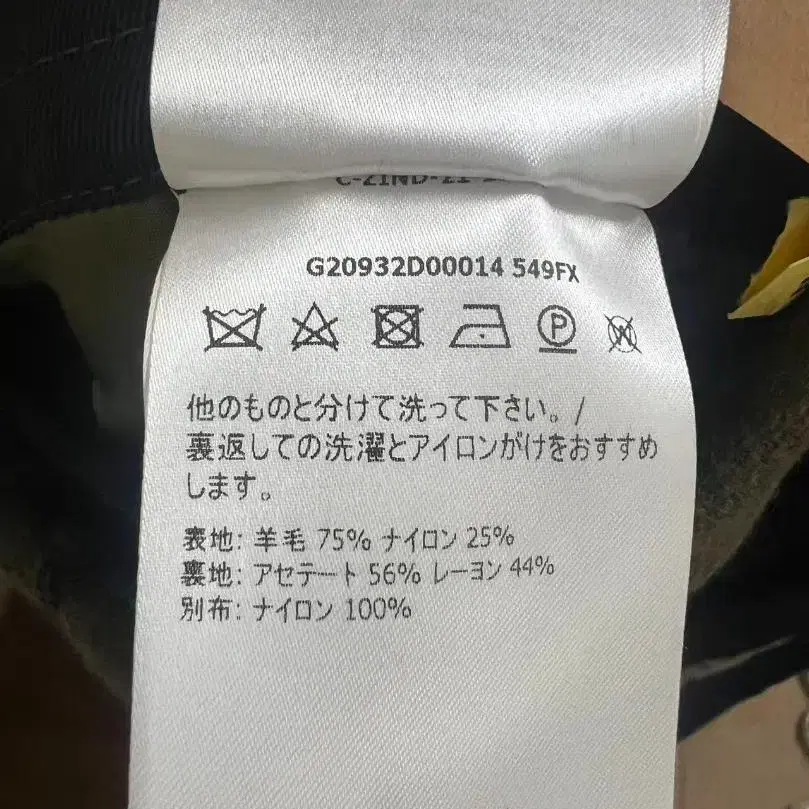 G20932D00014 549FX
P
W
他のものと分けて洗って下さい。/
裏返しての洗濯とアイロンがけをおすすめ
します。
表地: 羊毛 75% ナイロン 25%
裏地: アセテート 56% レーヨン 44%
別布: ナイロン 100%